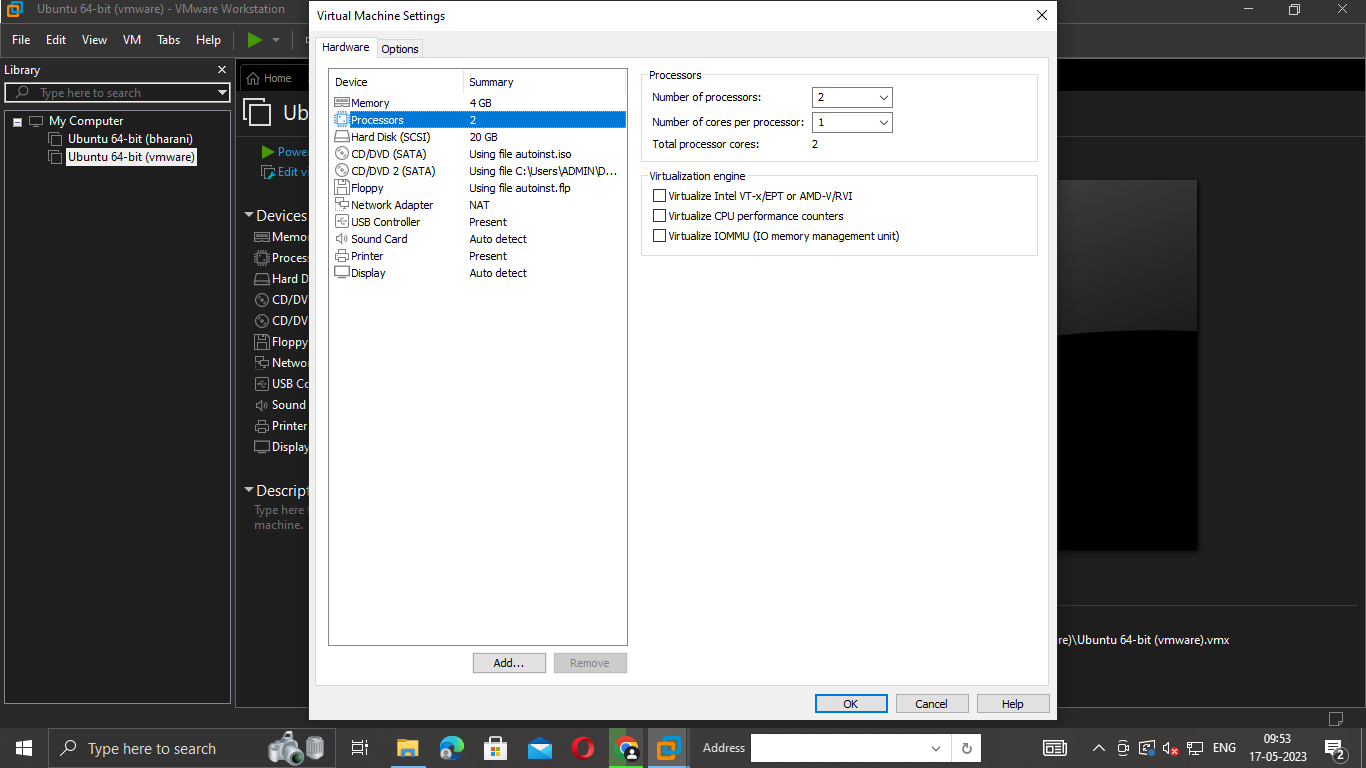 Ubuntu 64-bit (vmware) - VMware Workstation
File Edit View VM Tabs Help
Library
Type here to search
My Computer
Ubuntu 64-bit (bharani)
Ubuntu 64-bit (vmware)
Home
Ub
Power
Edit vi
Devices
Memo
Proces
Hard D
CD/DV
CD/DV
Floppy
Netwo
USB Co
Sound
Printer
Display
Descript
Type here
machine.
Virtual Machine Settings
Hardware Options
Device Summary
Memory 4 GB
Processors 2
Hard Disk (SCSI) 20 GB
CD/DVD (SATA) Using file autoinst.iso
CD/DVD 2 (SATA) Using file C:\Users\ADMIN\D...
Floppy Using file autoinst.flp
Network Adapter NAT
USB Controller Present
Sound Card Auto detect
Printer Present
Display Auto detect
Add... Remove
Processors
Number of processors: 2
Number of cores per processor: 1
Total processor cores: 2
Virtualization engine
Virtualize Intel VT-x/EPT or AMD-V/RVI
Virtualize CPU performance counters
Virtualize IOMMU (IO memory management unit)
OK Cancel Help
re)\Ubuntu 64-bit (vmware).vmx
Type here to search
Address
ENG
09:53
17-05-2023
2